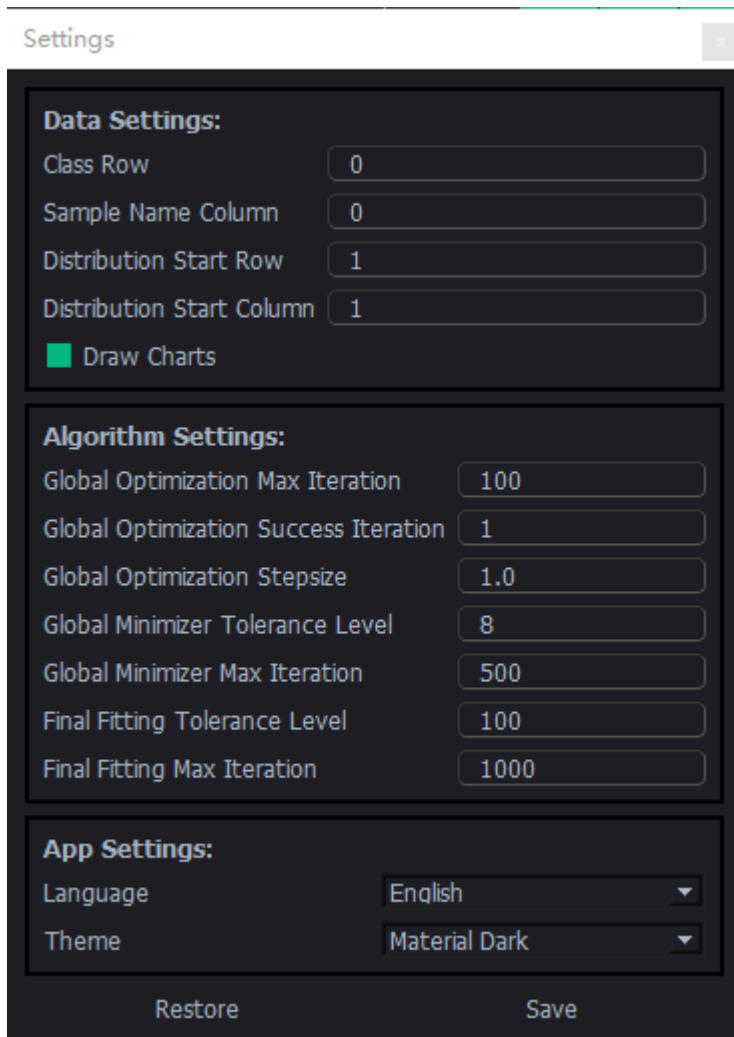 Settings
x
Data Settings:
Class Row 0
Sample Name Column 0
Distribution Start Row 1
Distribution Start Column 1
Draw Charts
Algorithm Settings:
Global Optimization Max Iteration 100
Global Optimization Success Iteration 1
Global Optimization Stepsize 1.0
Global Minimizer Tolerance Level 8
Global Minimizer Max Iteration 500
Final Fitting Tolerance Level 100
Final Fitting Max Iteration 1000
App Settings:
Language English
Theme Material Dark
Restore Save